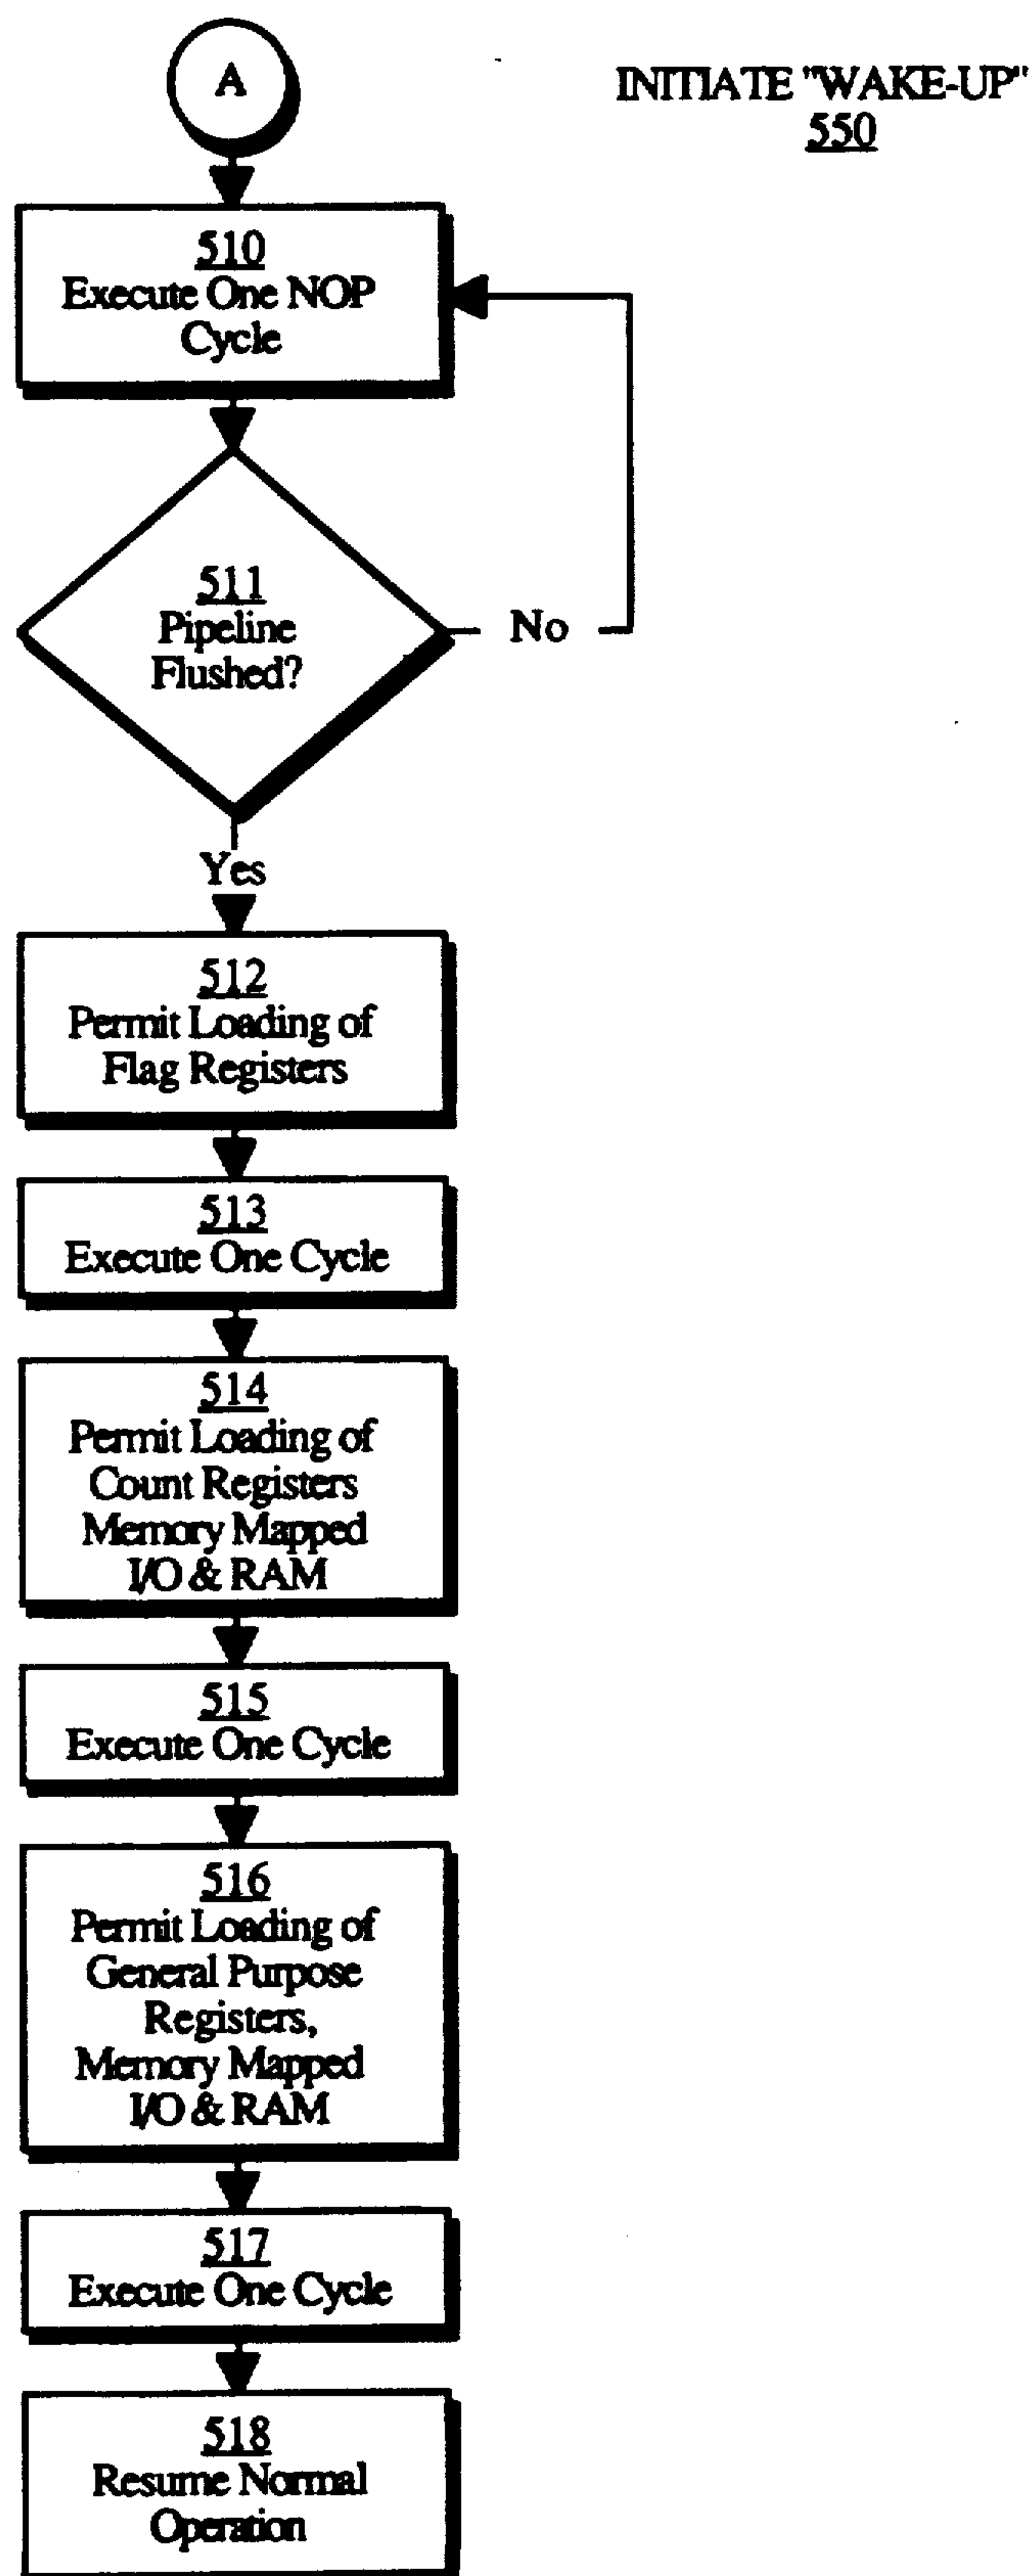 A
INITIATE "WAKE-UP"
550
510
Execute One NOP
Cycle
511
Pipeline
Flushed?
No
Yes
512
Permit Loading of
Flag Registers
513
Execute One Cycle
514
Permit Loading of
Count Registers
Memory Mapped
I/O & RAM
515
Execute One Cycle
516
Permit Loading of
General Purpose
Registers,
Memory Mapped
I/O & RAM
517
Execute One Cycle
518
Resume Normal
Operation